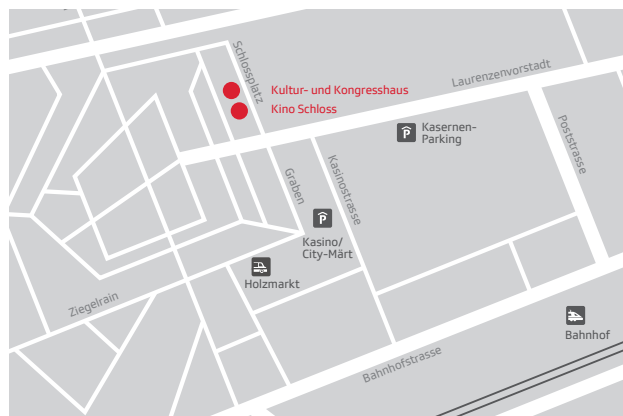 Schlossplatz
Kultur- und Kongresshaus
Kino Schloss
Laurenzenvorstadt
P
Kasernen-
Parking
Poststrasse
Graben
Kasinostrasse
P
Kasino/
City-Märt
Holzmarkt
Ziegelrain
Bahnhof
Bahnhofstrasse